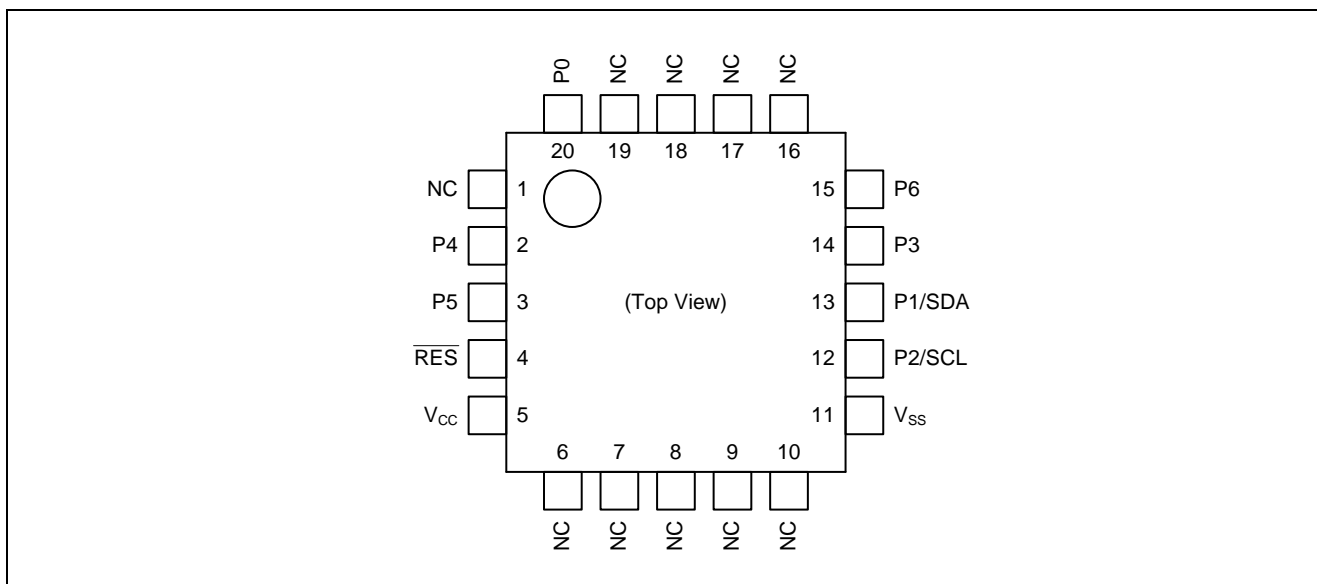 P0 NC NC NC NC
20 19 18 17 16
NC 1 15 P6
P4 2 14 P3
P5 3 (Top View) 13 P1/SDA
RES 4 12 P2/SCL
VCC 5 11 VSS
6 7 8 9 10
NC NC NC NC NC